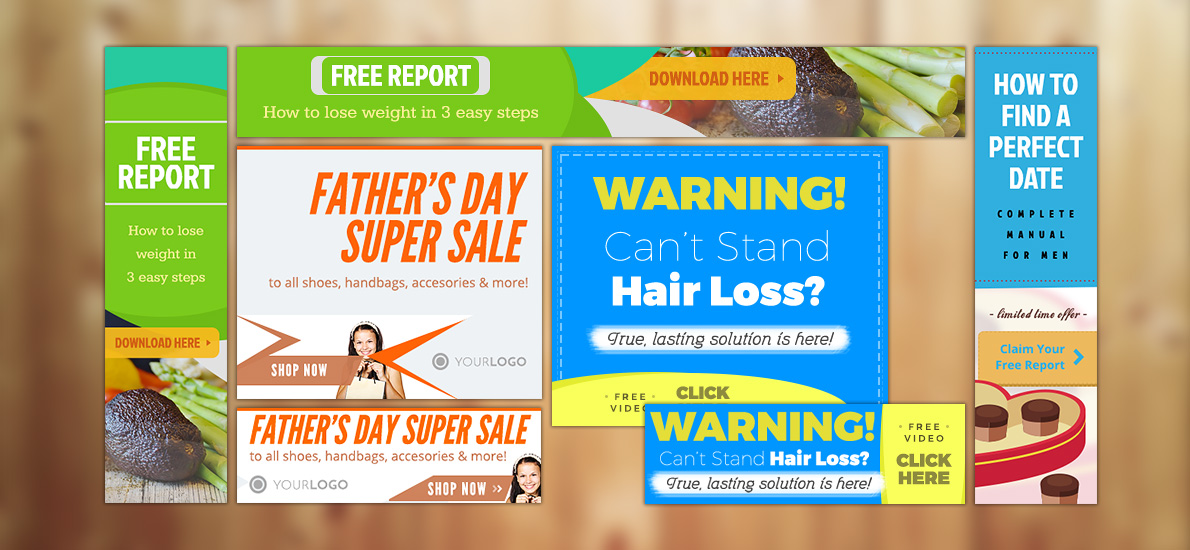 FREE
REPORT
How to lose
weight in
3 easy steps
DOWNLOAD HERE
FREE REPORT
How to lose weight in 3 easy steps
DOWNLOAD HERE
FATHER'S DAY
SUPER SALE
to all shoes, handbags, accesories & more!
SHOP NOW
YOURLOGO
FATHER'S DAY SUPER SALE
to all shoes, handbags, accesories & more!
YOURLOGO
SHOP NOW »
WARNING!
Can't Stand
Hair Loss?
True, lasting solution is here!
• FREE
VIDEO
CLICK
WARNING!
Can't Stand Hair Loss?
True, lasting solution is here!
• FREE •
VIDEO
CLICK
HERE
HOW TO
FIND A
PERFECT
DATE
COMPLETE
MANUAL
FOR MEN
- limited time offer -
Claim Your
Free Report